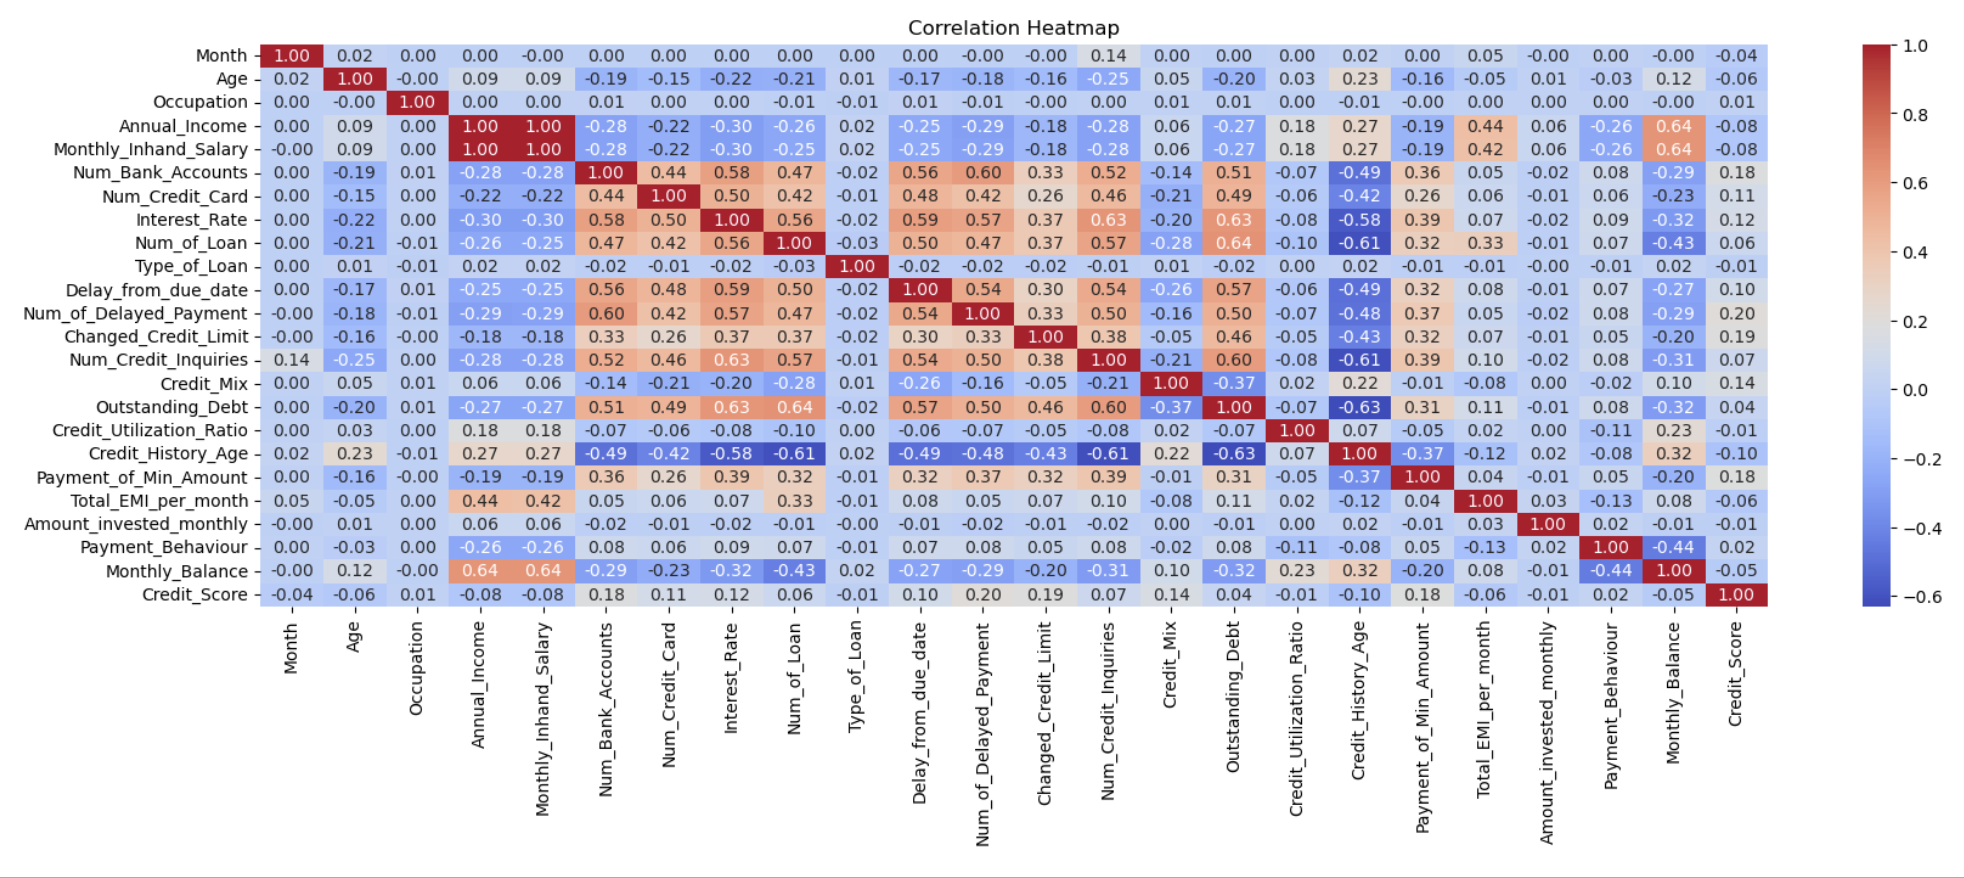 Correlation Heatmap
Month 1.00 0.02 0.00 0.00 -0.00 0.00 0.00 0.00 0.00 0.00 0.00 -0.00 -0.00 0.14 0.00 0.00 0.00 0.02 0.00 0.05 -0.00 0.00 -0.00 -0.04
Age 0.02 1.00 -0.00 0.09 0.09 -0.19 -0.15 -0.22 -0.21 0.01 -0.17 -0.18 -0.16 -0.25 0.05 -0.20 0.03 0.23 -0.16 -0.05 0.01 -0.03 0.12 -0.06
Occupation 0.00 -0.00 1.00 0.00 0.00 0.01 0.00 0.00 -0.01 -0.01 0.01 -0.01 -0.00 0.00 0.01 0.01 0.00 -0.01 -0.00 0.00 0.00 0.00 -0.00 0.01
Annual_Income 0.00 0.09 0.00 1.00 1.00 -0.28 -0.22 -0.30 -0.26 0.02 -0.25 -0.29 -0.18 -0.28 0.06 -0.27 0.18 0.27 -0.19 0.44 0.06 -0.26 0.64 -0.08
Monthly_Inhand_Salary -0.00 0.09 0.00 1.00 1.00 -0.28 -0.22 -0.30 -0.25 0.02 -0.25 -0.29 -0.18 -0.28 0.06 -0.27 0.18 0.27 -0.19 0.42 0.06 -0.26 0.64 -0.08
Num_Bank_Accounts 0.00 -0.19 0.01 -0.28 -0.28 1.00 0.44 0.58 0.47 -0.02 0.56 0.60 0.33 0.52 -0.14 0.51 -0.07 -0.49 0.36 0.05 -0.02 0.08 -0.29 0.18
Num_Credit_Card 0.00 -0.15 0.00 -0.22 -0.22 0.44 1.00 0.50 0.42 -0.01 0.48 0.42 0.26 0.46 -0.21 0.49 -0.06 -0.42 0.26 0.06 -0.01 0.06 -0.23 0.11
Interest_Rate 0.00 -0.22 0.00 -0.30 -0.30 0.58 0.50 1.00 0.56 -0.02 0.59 0.57 0.37 0.63 -0.20 0.63 -0.08 -0.58 0.39 0.07 -0.02 0.09 -0.32 0.12
Num_of_Loan 0.00 -0.21 -0.01 -0.26 -0.25 0.47 0.42 0.56 1.00 -0.03 0.50 0.47 0.37 0.57 -0.28 0.64 -0.10 -0.61 0.32 0.33 -0.01 0.07 -0.43 0.06
Type_of_Loan 0.00 0.01 -0.01 0.02 0.02 -0.02 -0.01 -0.02 -0.03 1.00 -0.02 -0.02 -0.02 -0.01 0.01 -0.02 0.00 0.02 -0.01 -0.01 -0.00 -0.01 0.02 -0.01
Delay_from_due_date 0.00 -0.17 0.01 -0.25 -0.25 0.56 0.48 0.59 0.50 -0.02 1.00 0.54 0.30 0.54 -0.26 0.57 -0.06 -0.49 0.32 0.08 -0.01 0.07 -0.27 0.10
Num_of_Delayed_Payment -0.00 -0.18 -0.01 -0.29 -0.29 0.60 0.42 0.57 0.47 -0.02 0.54 1.00 0.33 0.50 -0.16 0.50 -0.07 -0.48 0.37 0.05 -0.02 0.08 -0.29 0.20
Changed_Credit_Limit -0.00 -0.16 -0.00 -0.18 -0.18 0.33 0.26 0.37 0.37 -0.02 0.30 0.33 1.00 0.38 -0.05 0.46 -0.05 -0.43 0.32 0.07 -0.01 0.05 -0.20 0.19
Num_Credit_Inquiries 0.14 -0.25 0.00 -0.28 -0.28 0.52 0.46 0.63 0.57 -0.01 0.54 0.50 0.38 1.00 -0.21 0.60 -0.08 -0.61 0.39 0.10 -0.02 0.08 -0.31 0.07
Credit_Mix 0.00 0.05 0.01 0.06 0.06 -0.14 -0.21 -0.20 -0.28 0.01 -0.26 -0.16 -0.05 -0.21 1.00 -0.37 0.02 0.22 -0.01 -0.08 0.00 -0.02 0.10 0.14
Outstanding_Debt 0.00 -0.20 0.01 -0.27 -0.27 0.51 0.49 0.63 0.64 -0.02 0.57 0.50 0.46 0.60 -0.37 1.00 -0.07 -0.63 0.31 0.11 -0.01 0.08 -0.32 0.04
Credit_Utilization_Ratio 0.00 0.03 0.00 0.18 0.18 -0.07 -0.06 -0.08 -0.10 0.00 -0.06 -0.07 -0.05 -0.08 0.02 -0.07 1.00 0.07 -0.05 0.02 0.00 -0.11 0.23 -0.01
Credit_History_Age 0.02 0.23 -0.01 0.27 0.27 -0.49 -0.42 -0.58 -0.61 0.02 -0.49 -0.48 -0.43 -0.61 0.22 -0.63 0.07 1.00 -0.37 -0.12 0.02 -0.08 0.32 -0.10
Payment_of_Min_Amount 0.00 -0.16 -0.00 -0.19 -0.19 0.36 0.26 0.39 0.32 -0.01 0.32 0.37 0.32 0.39 -0.01 0.31 -0.05 -0.37 1.00 0.04 -0.01 0.05 -0.20 0.18
Total_EMI_per_month 0.05 -0.05 0.00 0.44 0.42 0.05 0.06 0.07 0.33 -0.01 0.08 0.05 0.07 0.10 -0.08 0.11 0.02 -0.12 0.04 1.00 0.03 -0.13 0.08 -0.06
Amount_invested_monthly -0.00 0.01 0.00 0.06 0.06 -0.02 -0.01 -0.02 -0.01 -0.00 -0.01 -0.02 -0.01 -0.02 0.00 -0.01 0.00 0.02 -0.01 0.03 1.00 0.02 -0.01 -0.01
Payment_Behaviour 0.00 -0.03 0.00 -0.26 -0.26 0.08 0.06 0.09 0.07 -0.01 0.07 0.08 0.05 0.08 -0.02 0.08 -0.11 -0.08 0.05 -0.13 0.02 1.00 -0.44 0.02
Monthly_Balance -0.00 0.12 -0.00 0.64 0.64 -0.29 -0.23 -0.32 -0.43 0.02 -0.27 -0.29 -0.20 -0.31 0.10 -0.32 0.23 0.32 -0.20 0.08 -0.01 -0.44 1.00 -0.05
Credit_Score -0.04 -0.06 0.01 -0.08 -0.08 0.18 0.11 0.12 0.06 -0.01 0.10 0.20 0.19 0.07 0.14 0.04 -0.01 -0.10 0.18 -0.06 -0.01 0.02 -0.05 1.00
Month
Age
Occupation
Annual_Income
Monthly_Inhand_Salary
Num_Bank_Accounts
Num_Credit_Card
Interest_Rate
Num_of_Loan
Type_of_Loan
Delay_from_due_date
Num_of_Delayed_Payment
Changed_Credit_Limit
Num_Credit_Inquiries
Credit_Mix
Outstanding_Debt
Credit_Utilization_Ratio
Credit_History_Age
Payment_of_Min_Amount
Total_EMI_per_month
Amount_invested_monthly
Payment_Behaviour
Monthly_Balance
Credit_Score
1.0
0.8
0.6
0.4
0.2
0.0
−0.2
−0.4
−0.6